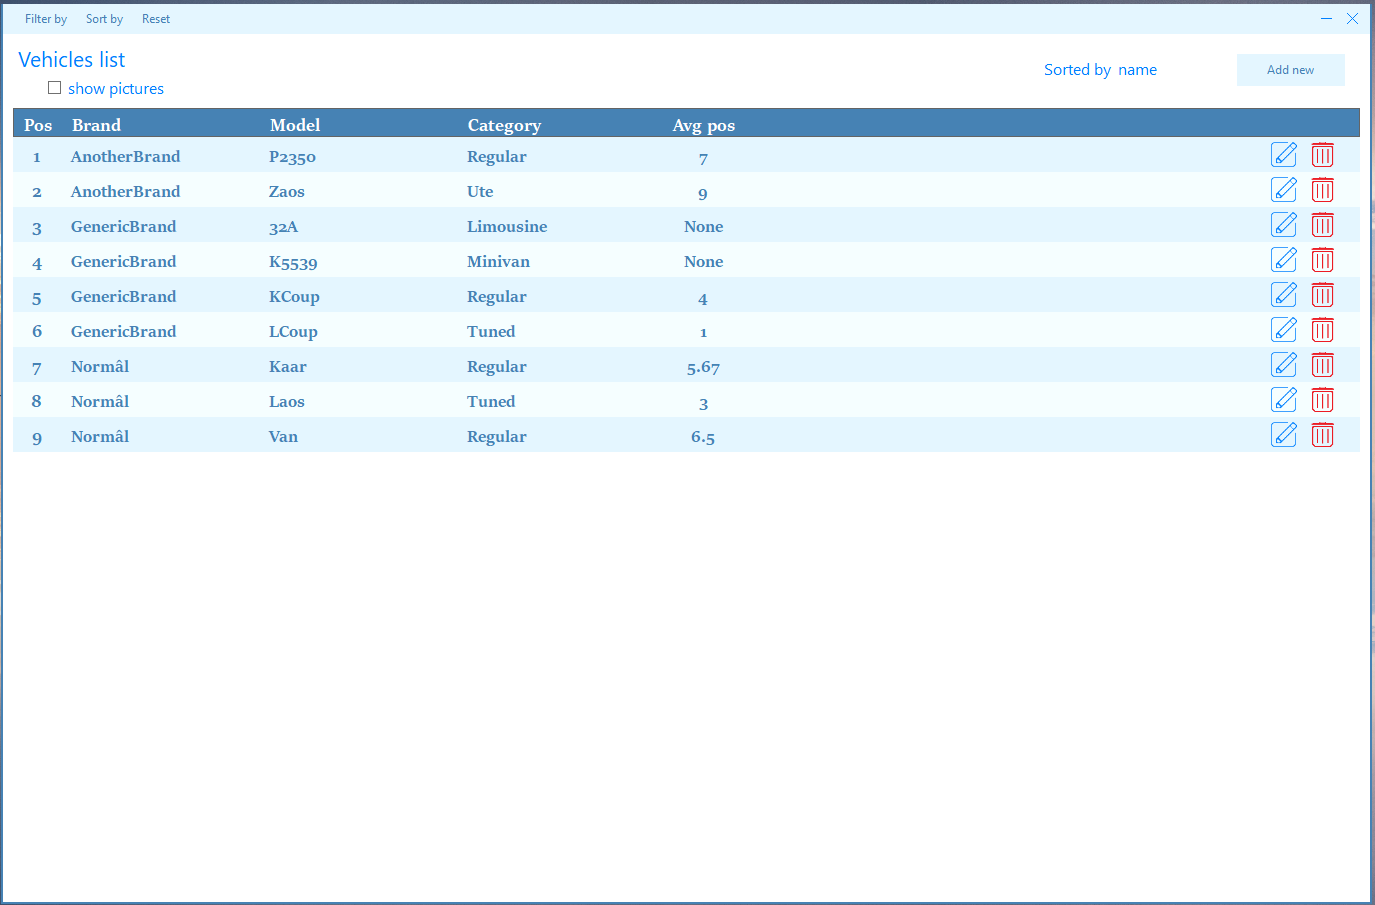 Filter by Sort by Reset
Vehicles list
Sorted by name
Add new
show pictures
Pos Brand Model Category Avg pos
1 AnotherBrand P2350 Regular 7
2 AnotherBrand Zaos Ute 9
3 GenericBrand 32A Limousine None
4 GenericBrand K5539 Minivan None
5 GenericBrand KCoup Regular 4
6 GenericBrand LCoup Tuned 1
7 Normâl Kaar Regular 5.67
8 Normâl Laos Tuned 3
9 Normâl Van Regular 6.5